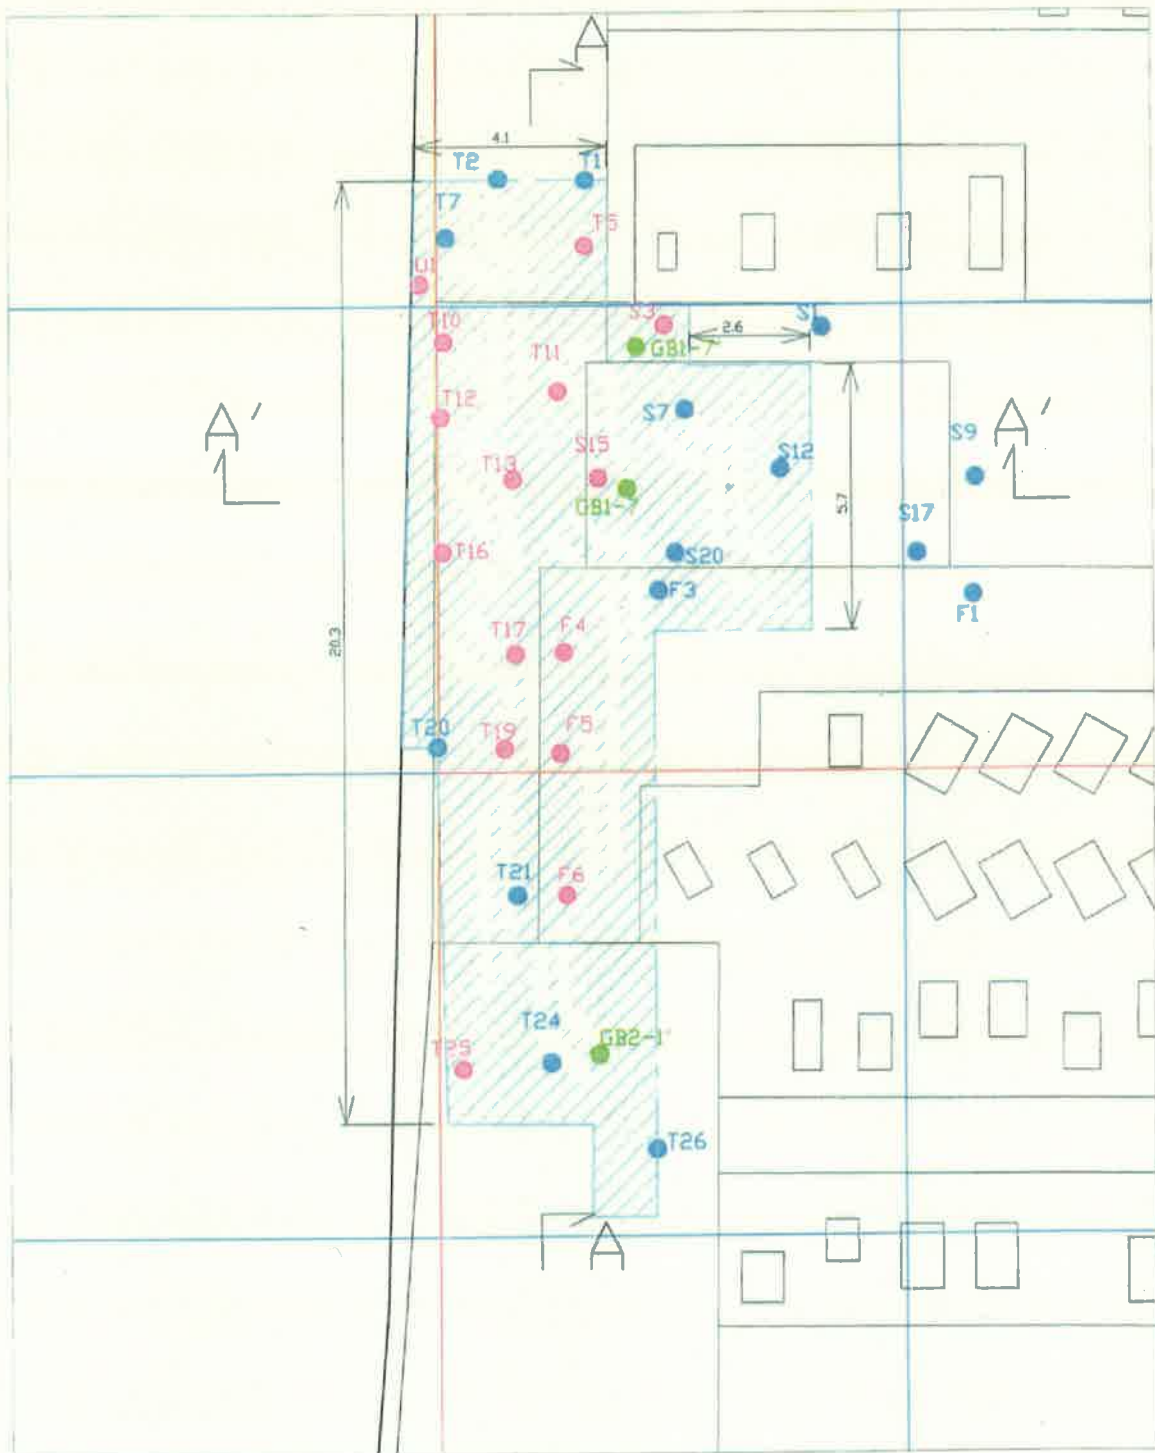 A
4.1
T2
T1
T7
T5
U1
S3
S1
T10
2.6
GB1-7
T11
A'
T12
S7
A'
S9
S15
S12
T13
GB1-7
5.7
S17
T16
S20
F3
F1
T17
F4
20.3
T20
T19
F5
T21
F6
T24
GB2-1
T25
T26
A